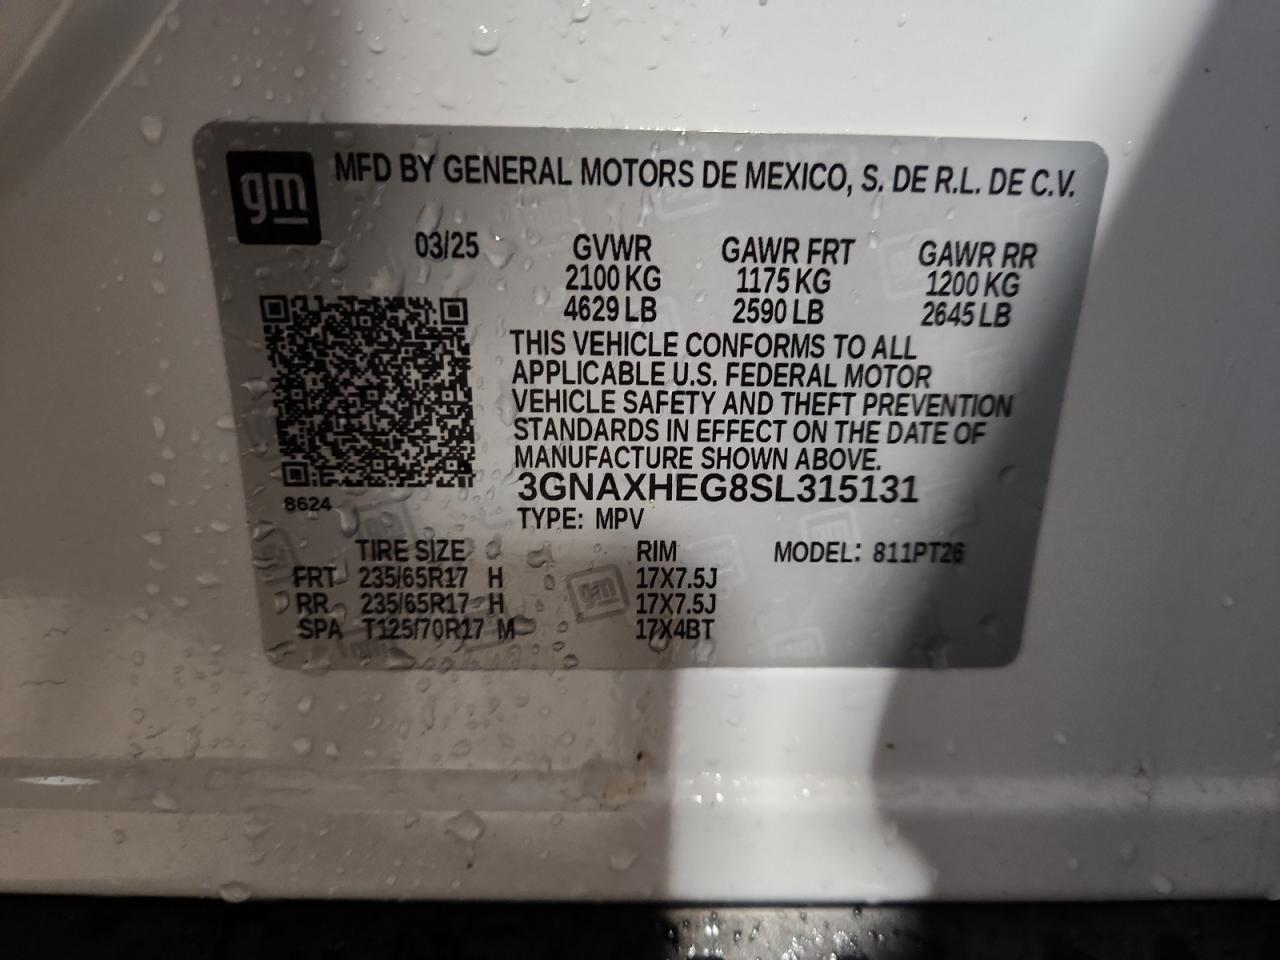 gm
MFD BY GENERAL MOTORS DE MEXICO, S. DE R.L. DE C.V.
03/25 GVWR GAWR FRT GAWR RR
2100 KG 1175 KG 1200 KG
4629 LB 2590 LB 2645 LB
THIS VEHICLE CONFORMS TO ALL
APPLICABLE U.S. FEDERAL MOTOR
VEHICLE SAFETY AND THEFT PREVENTION
STANDARDS IN EFFECT ON THE DATE OF
MANUFACTURE SHOWN ABOVE.
3GNAXHEG8SL315131
8624
TYPE: MPV
TIRE SIZE RIM MODEL: 811PT26
FRT 235/65R17 H 17X7.5J
RR 235/65R17 H 17X7.5J
SPA T125/70R17 M 17X4BT